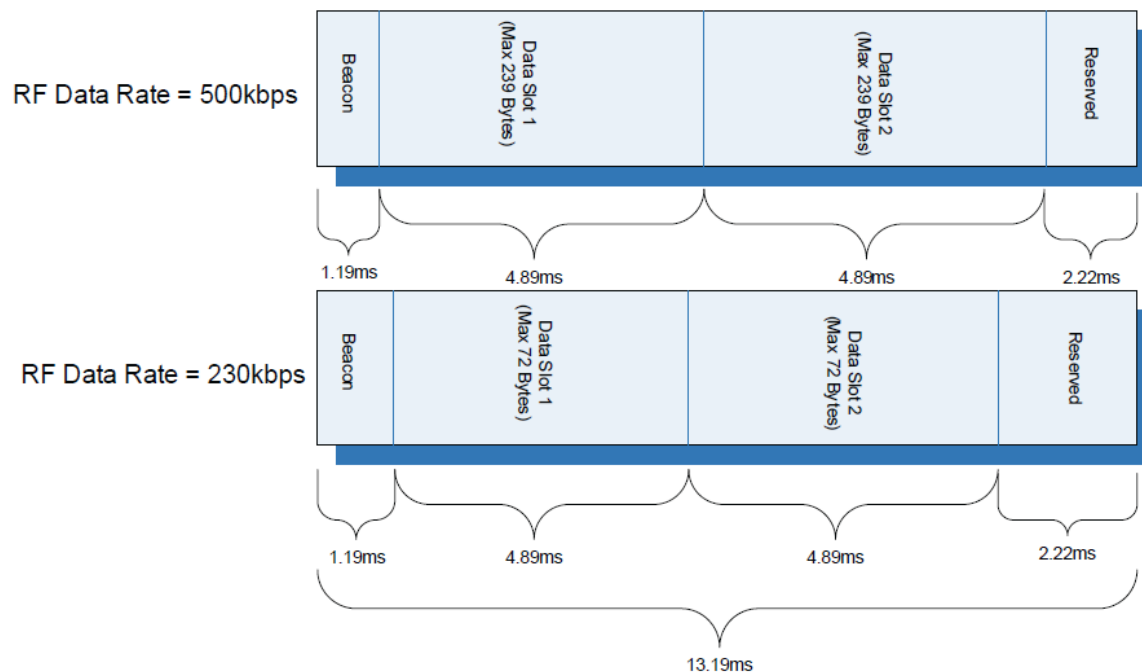 RF Data Rate = 500kbps
Beacon
Data Slot 1
(Max 239 Bytes)
Data Slot 2
(Max 239 Bytes)
Reserved
1.19ms
4.89ms
4.89ms
2.22ms
RF Data Rate = 230kbps
Beacon
Data Slot 1
(Max 72 Bytes)
Data Slot 2
(Max 72 Bytes)
Reserved
1.19ms
4.89ms
4.89ms
2.22ms
13.19ms